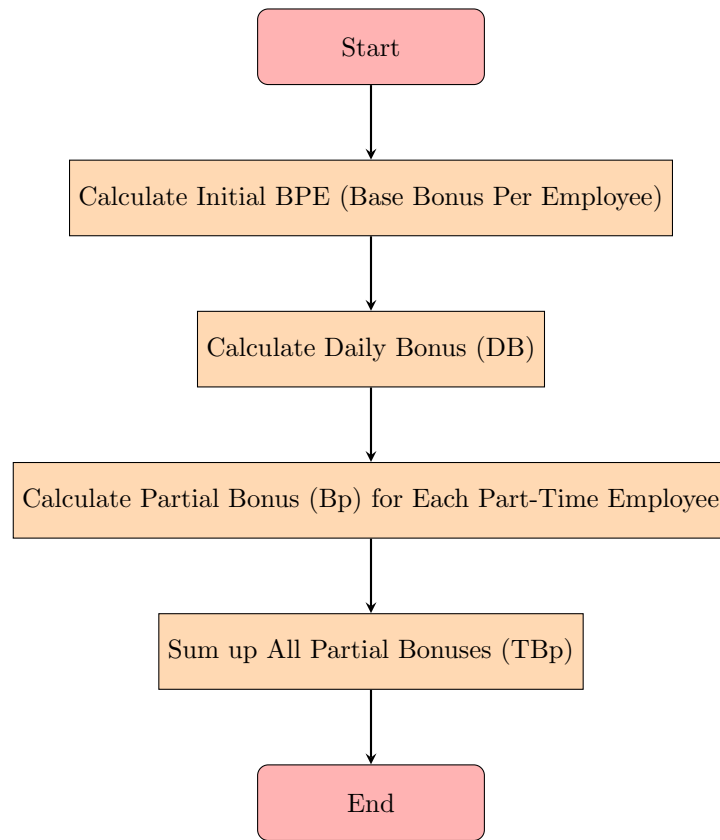 Start
Calculate Initial BPE (Base Bonus Per Employee)
Calculate Daily Bonus (DB)
Calculate Partial Bonus (Bp) for Each Part-Time Employee
Sum up All Partial Bonuses (TBp)
End